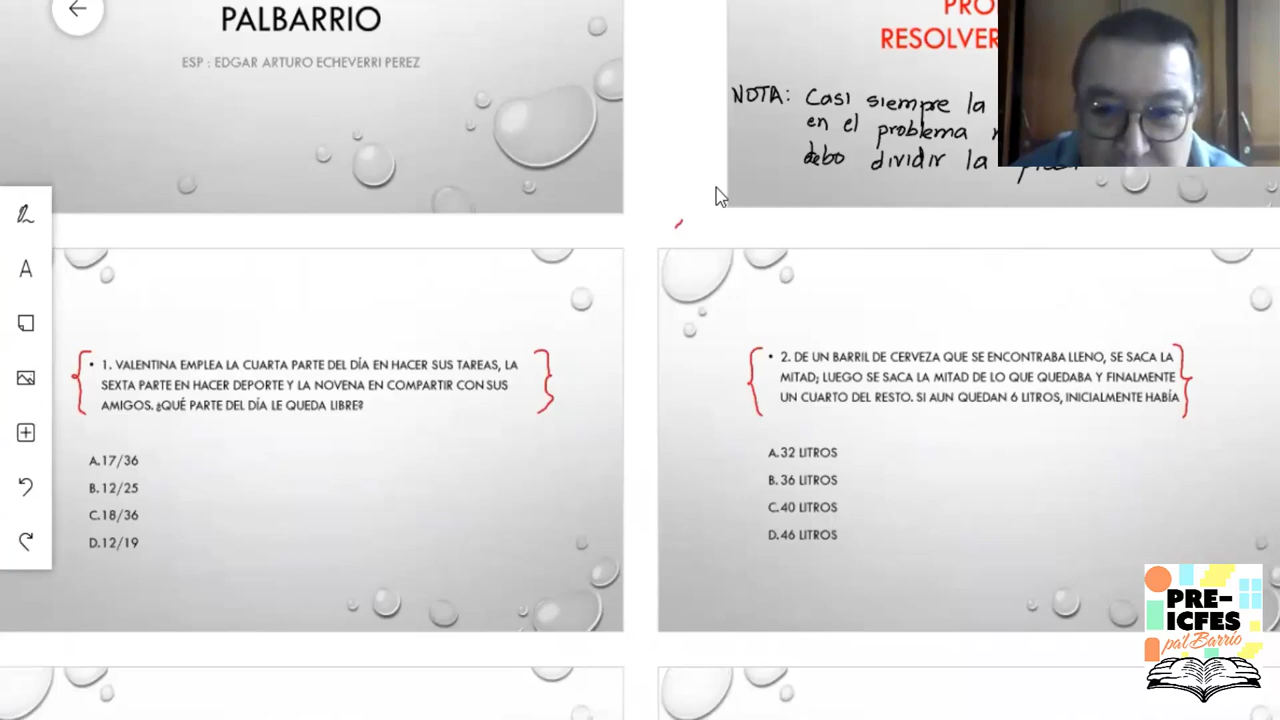 PALBARRIO
ESP : EDGAR ARTURO ECHEVERRI PEREZ
PRO
RESOLVER
NOTA: Casi siempre la
en el problema
debo dividir la
1. VALENTINA EMPLEA LA CUARTA PARTE DEL DÍA EN HACER SUS TAREAS, LA
SEXTA PARTE EN HACER DEPORTE Y LA NOVENA EN COMPARTIR CON SUS
AMIGOS. ¿QUÉ PARTE DEL DÍA LE QUEDA LIBRE?
A.17/36
B. 12/25
C.18/36
D.12/19
2. DE UN BARRIL DE CERVEZA QUE SE ENCONTRABA LLENO, SE SACA LA
MITAD; LUEGO SE SACA LA MITAD DE LO QUE QUEDABA Y FINALMENTE
UN CUARTO DEL RESTO. SI AUN QUEDAN 6 LITROS, INICIALMENTE HABÍA
A.32 LITROS
B. 36 LITROS
C.40 LITROS
D.46 LITROS
PRE-
ICFES
pa'l Barrio